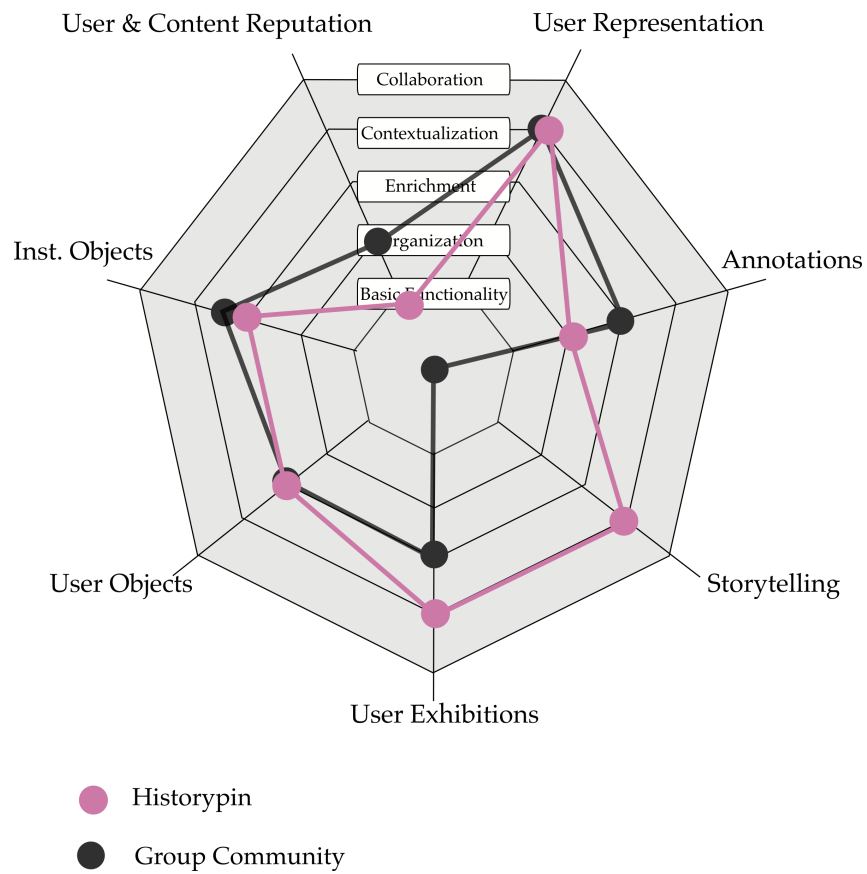 User & Content Reputation
User Representation
Collaboration
Contextualization
Enrichment
Organization
Basic Functionality
Inst. Objects
Annotations
User Objects
Storytelling
User Exhibitions
Historypin
Group Community